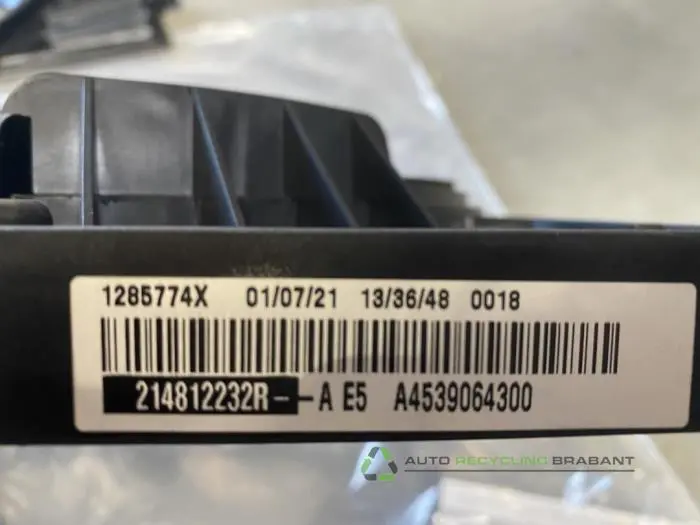 1285774X 01/07/21 13/36/48 0018
214812232R--A E5 A4539064300
AUTO RECYCLING BRABANT